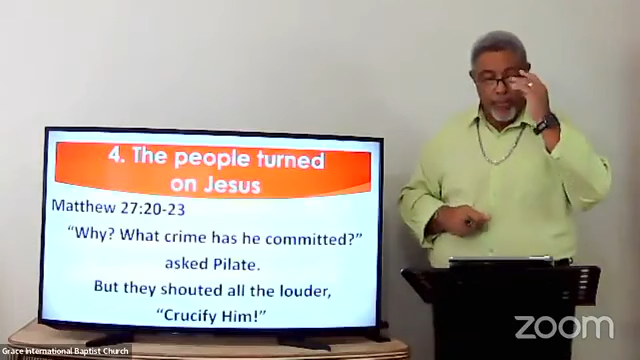 4. The people turned
on Jesus
Matthew 27:20-23
“Why? What crime has he committed?”
asked Pilate.
But they shouted all the louder,
“Crucify Him!”
Grace International Baptist Church
zoom